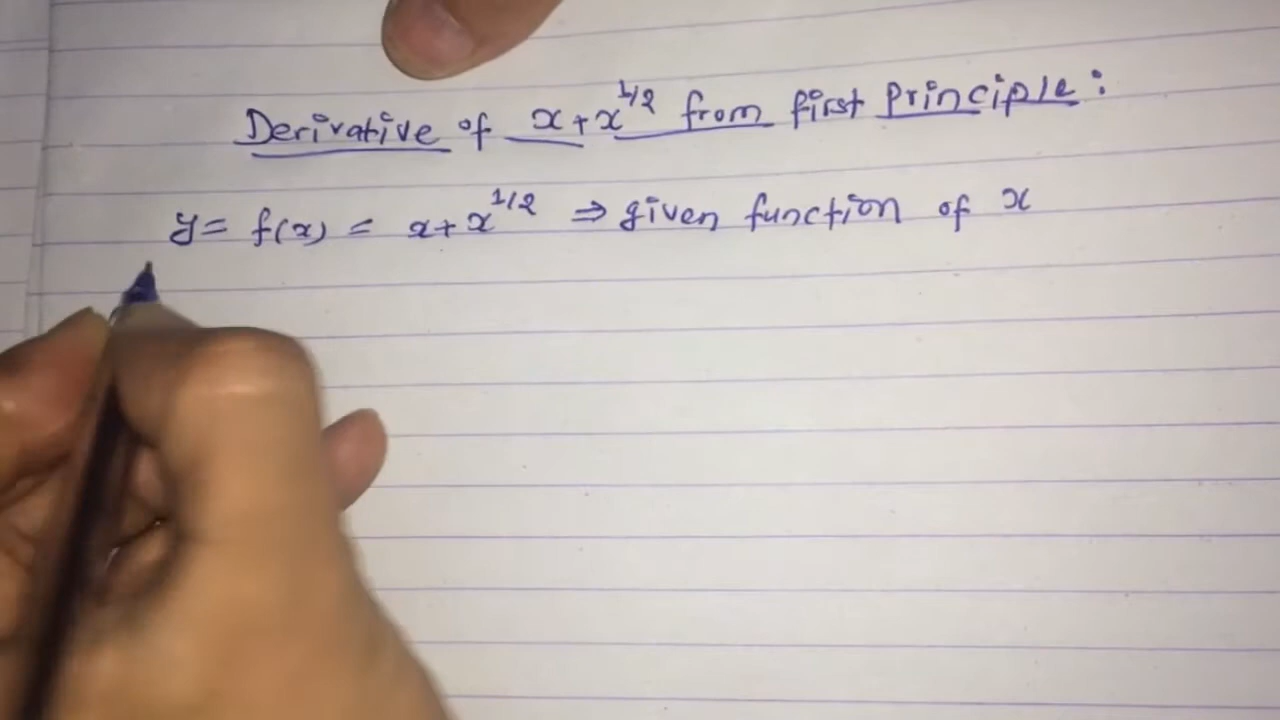 Derivative of x+x^1/2 from first principle:
y= f(x) = x+x^1/2 ⇒ given function of x